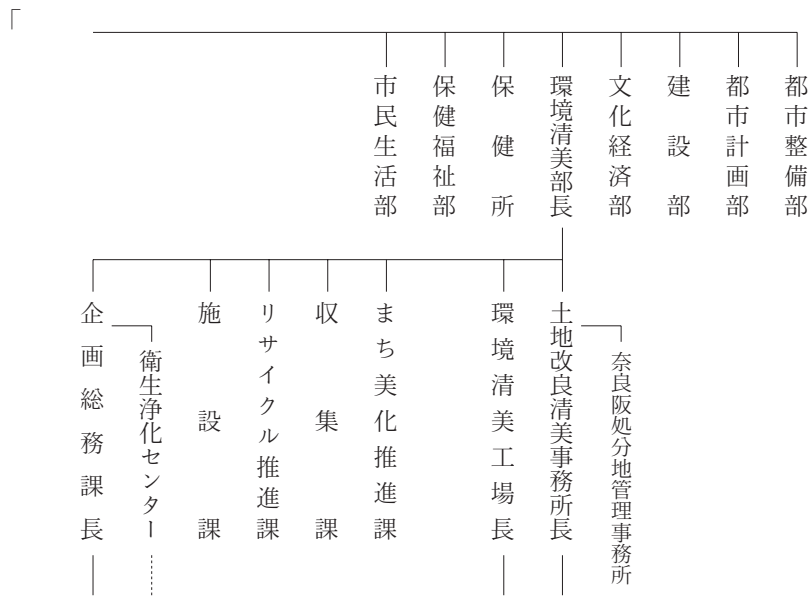 「
都市整備部
都市計画部
建設部
文化経済部
環境清美部長
保健所
保健福祉部
市民生活部
奈良阪処分地管理事務所
土地改良清美事務所長
環境清美工場長
まち美化推進課
収集課
リサイクル推進課
施設課
衛生浄化センター
企画総務課長